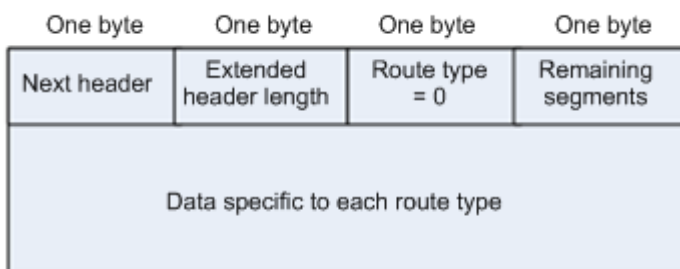 One byte One byte One byte One byte
Next header Extended header length Route type = 0 Remaining segments
Data specific to each route type